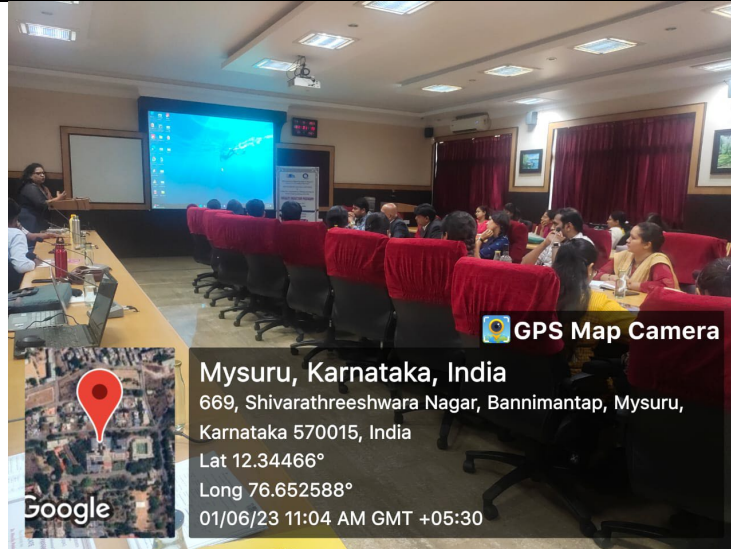 GPS Map Camera
Mysuru, Karnataka, India
669, Shivarathreeshwara Nagar, Bannimantap, Mysuru,
Karnataka 570015, India
Lat 12.34466°
Long 76.652588°
01/06/23 11:04 AM GMT +05:30
Google